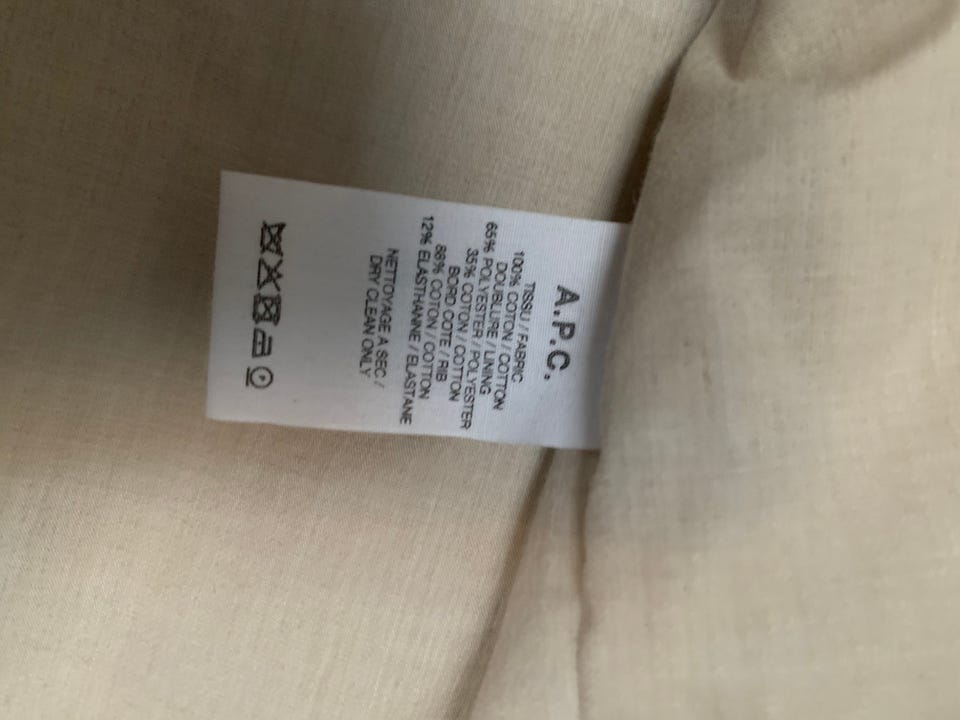 A.P.C.
TISSU / FABRIC
100% COTON / COTTON
DOUBLURE / LINING
65% POLYESTER / POLYESTER
35% COTON / COTTON
BORD COTE / RIB
88% COTON / COTTON
12% ELASTHANNE / ELASTANE
NETTOYAGE A SEC /
DRY CLEAN ONLY